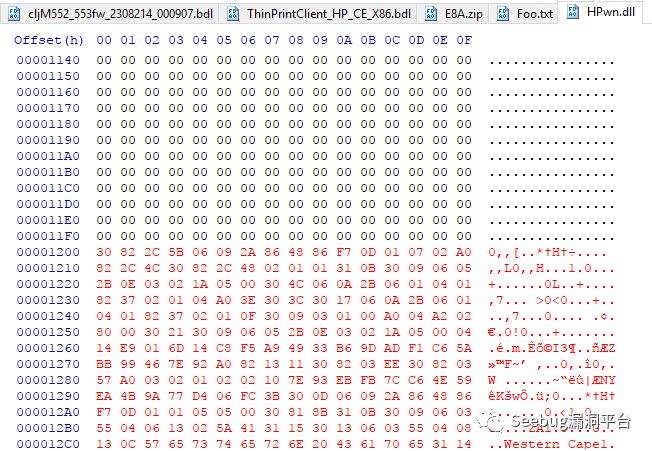 cljM552_553fw_2308214_000907.bdl ThinPrintClient_HP_CE_X86.bdl E8A.zip Foo.txt HPwn.dll
Offset(h) 00 01 02 03 04 05 06 07 08 09 0A 0B 0C 0D 0E 0F
00001140 00 00 00 00 00 00 00 00 00 00 00 00 00 00 00 00 ................
00001150 00 00 00 00 00 00 00 00 00 00 00 00 00 00 00 00 ................
00001160 00 00 00 00 00 00 00 00 00 00 00 00 00 00 00 00 ................
00001170 00 00 00 00 00 00 00 00 00 00 00 00 00 00 00 00 ................
00001180 00 00 00 00 00 00 00 00 00 00 00 00 00 00 00 00 ................
00001190 00 00 00 00 00 00 00 00 00 00 00 00 00 00 00 00 ................
000011A0 00 00 00 00 00 00 00 00 00 00 00 00 00 00 00 00 ................
000011B0 00 00 00 00 00 00 00 00 00 00 00 00 00 00 00 00 ................
000011C0 00 00 00 00 00 00 00 00 00 00 00 00 00 00 00 00 ................
000011D0 00 00 00 00 00 00 00 00 00 00 00 00 00 00 00 00 ................
000011E0 00 00 00 00 00 00 00 00 00 00 00 00 00 00 00 00 ................
000011F0 00 00 00 00 00 00 00 00 00 00 00 00 00 00 00 00 ................
00001200 30 82 2C 5B 06 09 2A 86 48 86 F7 0D 01 07 02 A0 0‚,[..*†H†÷....
00001210 82 2C 4C 30 82 2C 48 02 01 01 31 0B 30 09 06 05 ‚,L0‚,H...1.0...
00001220 2B 0E 03 02 1A 05 00 30 4C 06 0A 2B 06 01 04 01 +......0L..+....
00001230 82 37 02 01 04 A0 3E 30 3C 30 17 06 0A 2B 06 01 ‚7... >0<0...+..
00001240 04 01 82 37 02 01 0F 30 09 03 01 00 A0 04 A2 02 ..‚7...0.... .¢.
00001250 80 00 30 21 30 09 06 05 2B 0E 03 02 1A 05 00 04 €.0!0...+.......
00001260 14 E9 01 6D 14 C8 F5 A9 49 33 B6 9D AD F1 C6 5A .é.m.Èõ©I3¶..ñÆZ
00001270 BB 99 46 7E 92 A0 82 13 11 30 82 03 EE 30 82 03 »™F~’ ‚..0‚.î0‚.
00001280 57 A0 03 02 01 02 02 10 7E 93 EB FB 7C C6 4E 59 W ......~“ëû|ÆNY
00001290 EA 4B 9A 77 D4 06 FC 3B 30 0D 06 09 2A 86 48 86 êKšwÔ.ü;0...*†H†
000012A0 F7 0D 01 01 05 05 00 30 81 8B 31 0B 30 09 06 03
000012B0 55 04 06 13 02 5A 41 31 15 30 13 06 03 55 04 08
000012C0 13 0C 57 65 73 74 65 72 6E 20 43 61 70 65 31 14 ..Western Cape1.
Seebug漏洞平台